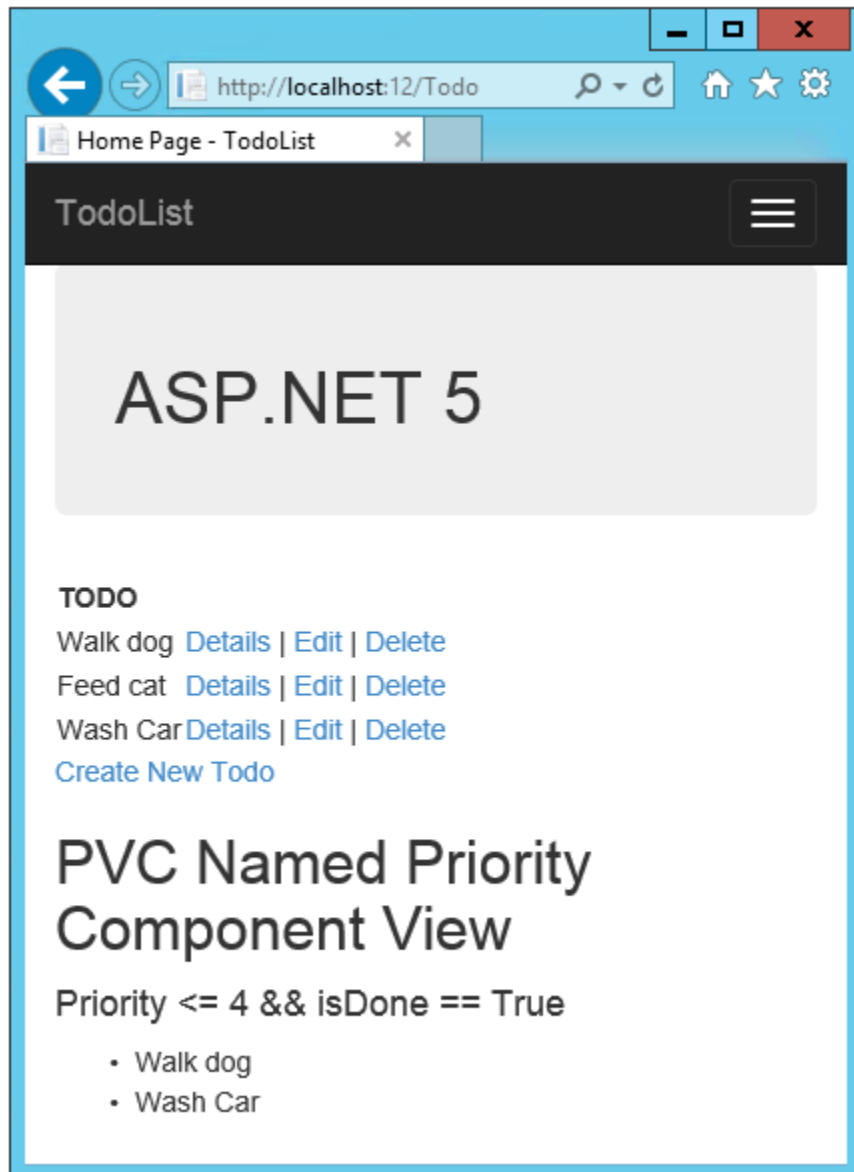 http://localhost:12/Todo
Home Page - TodoList
TodoList
ASP.NET 5
TODO
Walk dog Details | Edit | Delete
Feed cat Details | Edit | Delete
Wash Car Details | Edit | Delete
Create New Todo
PVC Named Priority
Component View
Priority <= 4 && isDone == True
• Walk dog
• Wash Car